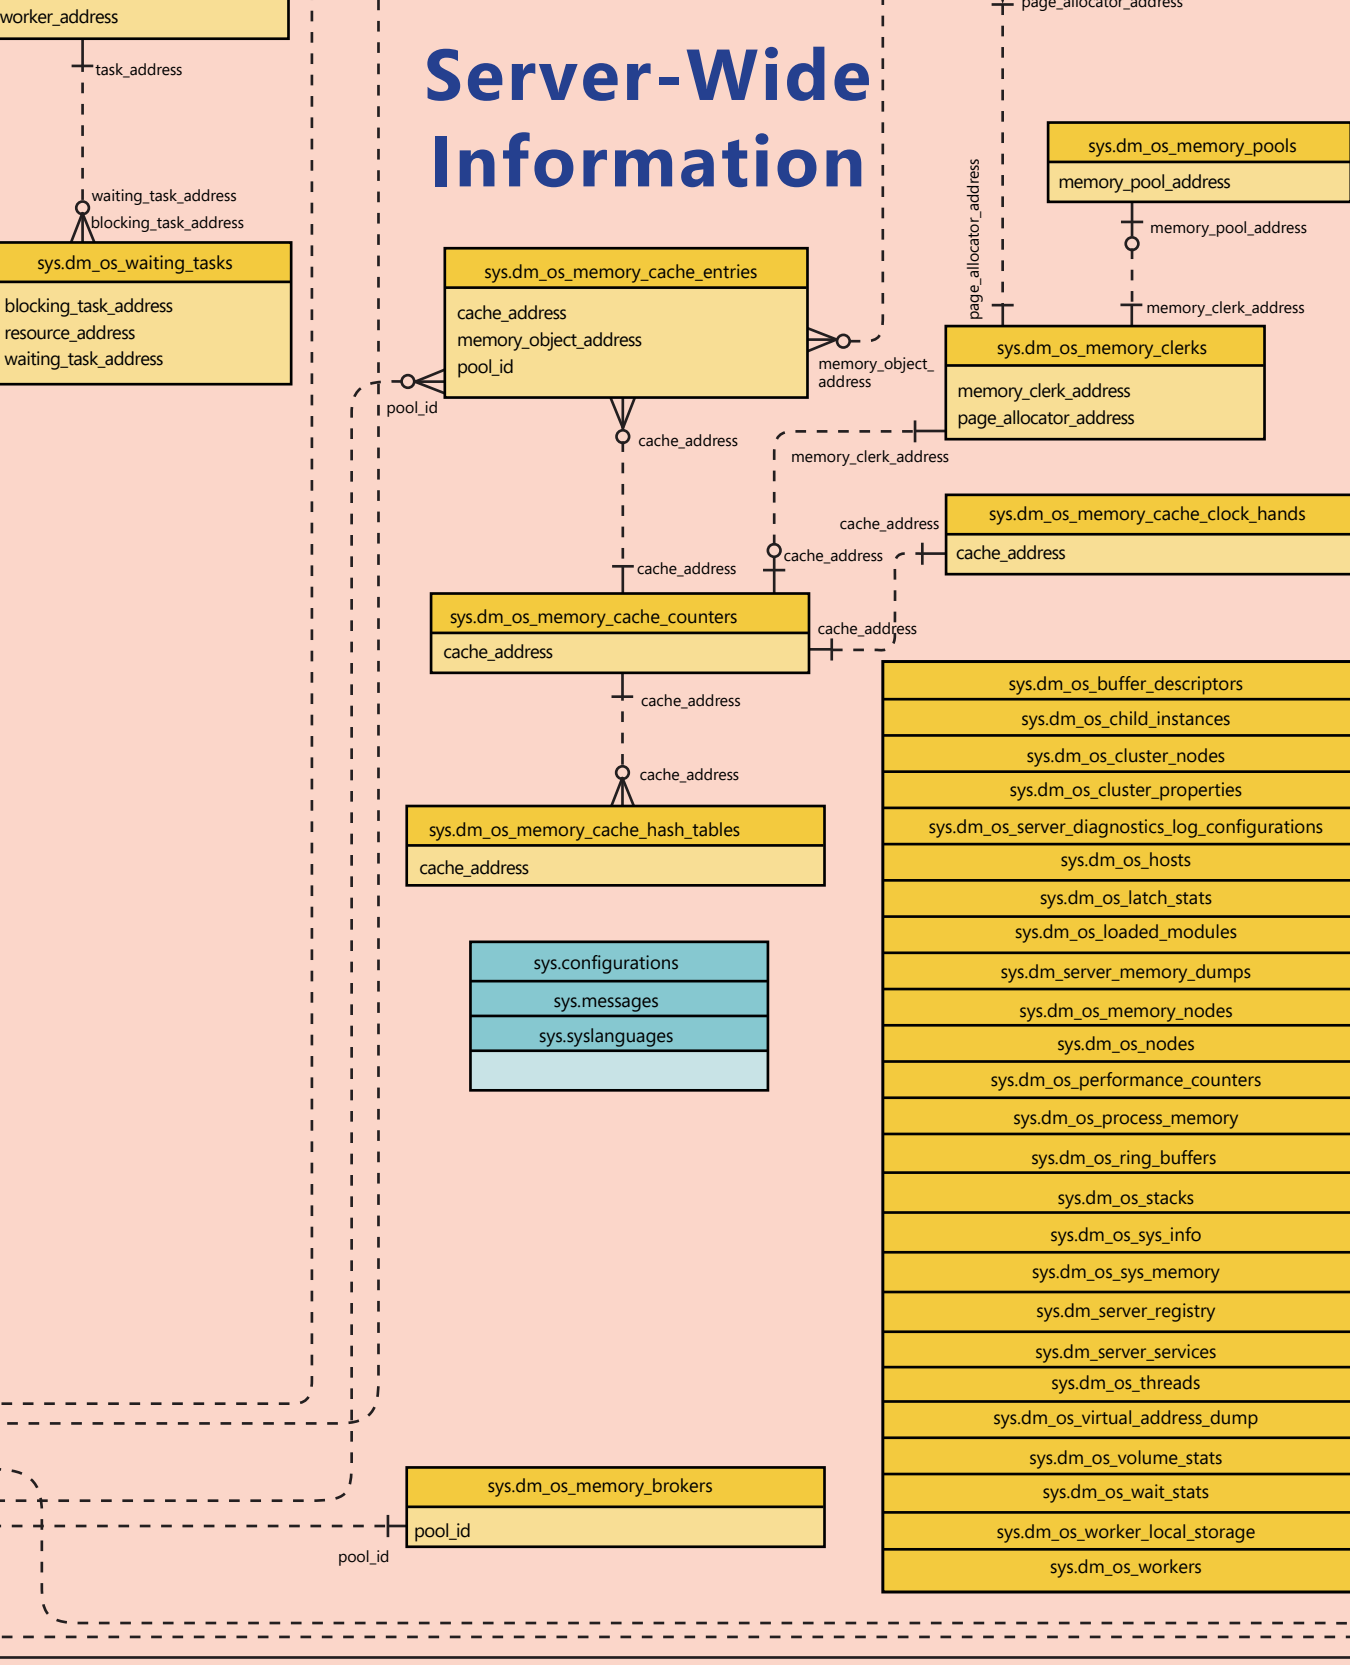 worker_address
task_address
waiting_task_address
blocking_task_address
sys.dm_os_waiting_tasks
blocking_task_address
resource_address
waiting_task_address
Server-Wide
Information
page_allocator_address
page_allocator_address
sys.dm_os_memory_pools
memory_pool_address
memory_pool_address
memory_clerk_address
sys.dm_os_memory_clerks
memory_clerk_address
page_allocator_address
memory_clerk_address
sys.dm_os_memory_cache_entries
cache_address
memory_object_address
pool_id
memory_object_
address
pool_id
cache_address
cache_address
cache_address
cache_address
sys.dm_os_memory_cache_clock_hands
cache_address
cache_address
sys.dm_os_memory_cache_counters
cache_address
cache_address
cache_address
sys.dm_os_memory_cache_hash_tables
cache_address
sys.configurations
sys.messages
sys.syslanguages
sys.dm_os_buffer_descriptors
sys.dm_os_child_instances
sys.dm_os_cluster_nodes
sys.dm_os_cluster_properties
sys.dm_os_server_diagnostics_log_configurations
sys.dm_os_hosts
sys.dm_os_latch_stats
sys.dm_os_loaded_modules
sys.dm_server_memory_dumps
sys.dm_os_memory_nodes
sys.dm_os_nodes
sys.dm_os_performance_counters
sys.dm_os_process_memory
sys.dm_os_ring_buffers
sys.dm_os_stacks
sys.dm_os_sys_info
sys.dm_os_sys_memory
sys.dm_server_registry
sys.dm_server_services
sys.dm_os_threads
sys.dm_os_virtual_address_dump
sys.dm_os_volume_stats
sys.dm_os_wait_stats
sys.dm_os_worker_local_storage
sys.dm_os_workers
sys.dm_os_memory_brokers
pool_id
pool_id